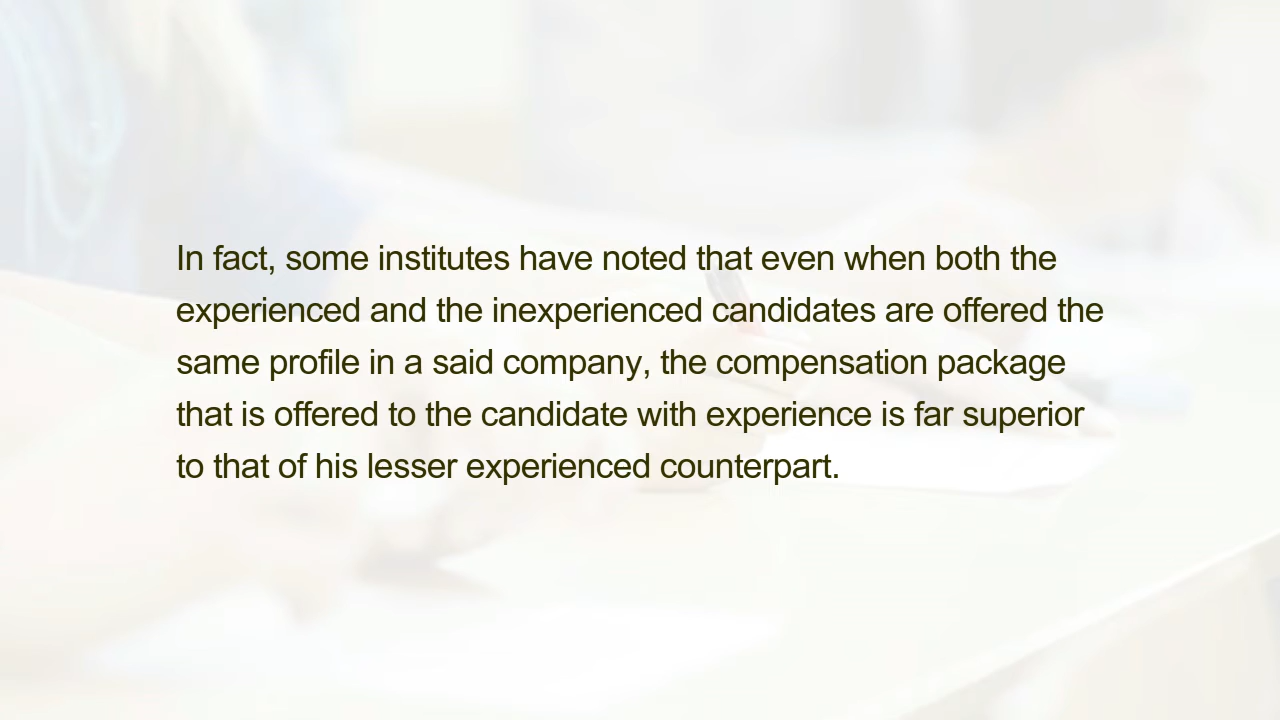 In fact, some institutes have noted that even when both the
experienced and the inexperienced candidates are offered the
same profile in a said company, the compensation package
that is offered to the candidate with experience is far superior
to that of his lesser experienced counterpart.